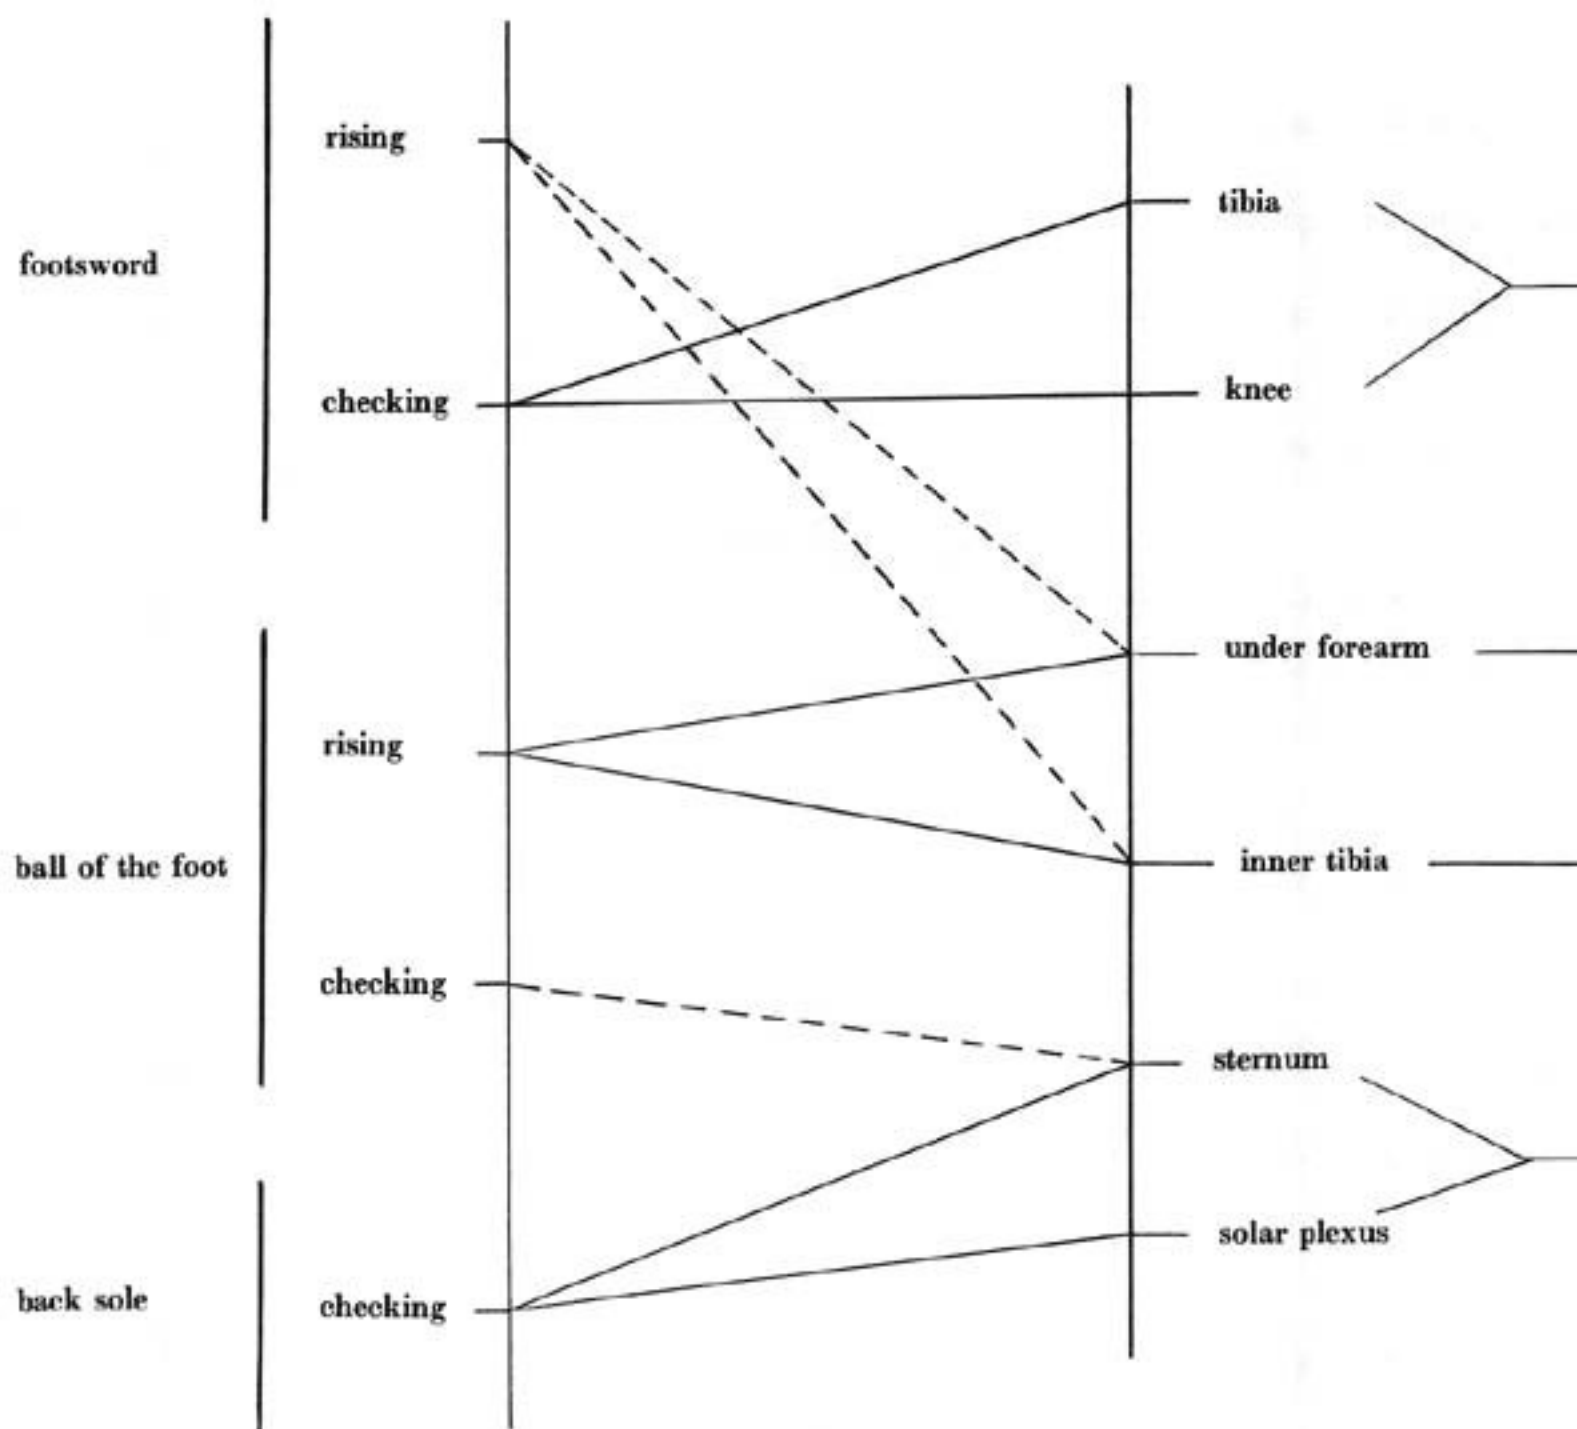 rising
tibia
footsword
knee
checking
under forearm
rising
inner tibia
ball of the foot
checking
sternum
solar plexus
back sole
checking